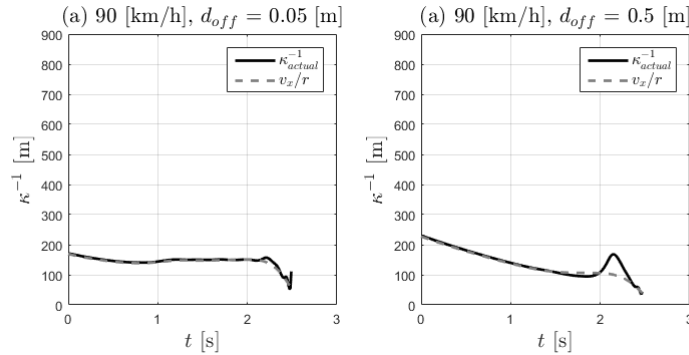 (a) 90 [km/h], d_off = 0.05 [m]
900
800
700
600
500
400
300
200
100
0
κ⁻¹ [m]
κ⁻¹_actual
v_x/r
0 1 2 3
t [s]
(a) 90 [km/h], d_off = 0.5 [m]
900
800
700
600
500
400
300
200
100
0
κ⁻¹ [m]
κ⁻¹_actual
v_x/r
0 1 2 3
t [s]